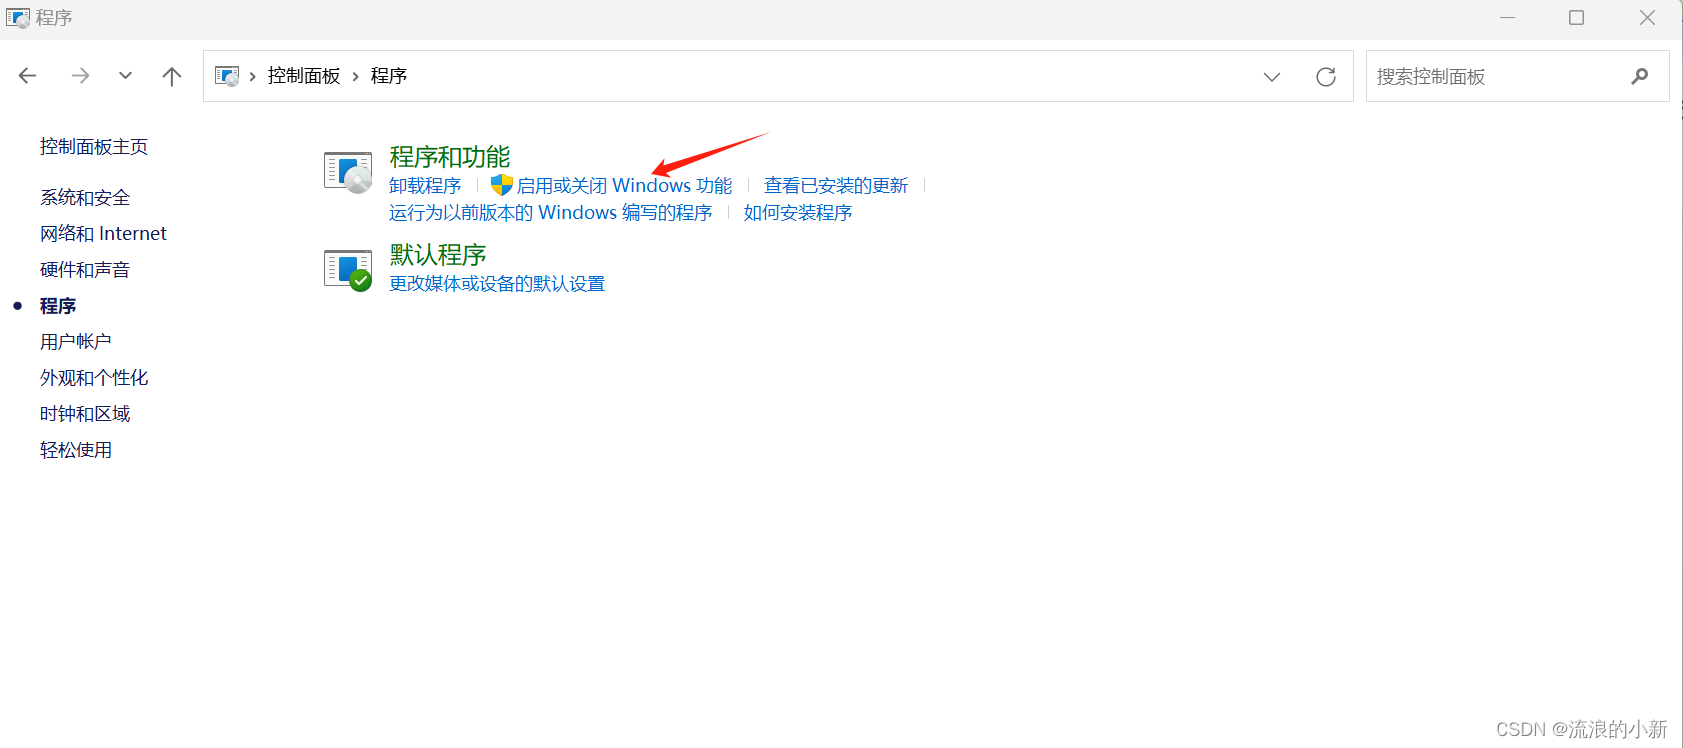 程序
控制面板 › 程序
搜索控制面板
控制面板主页
系统和安全
网络和 Internet
硬件和声音
程序
用户帐户
外观和个性化
时钟和区域
轻松使用
程序和功能
卸载程序 启用或关闭 Windows 功能 查看已安装的更新
运行为以前版本的 Windows 编写的程序 如何安装程序
默认程序
更改媒体或设备的默认设置
CSDN @流浪的小新